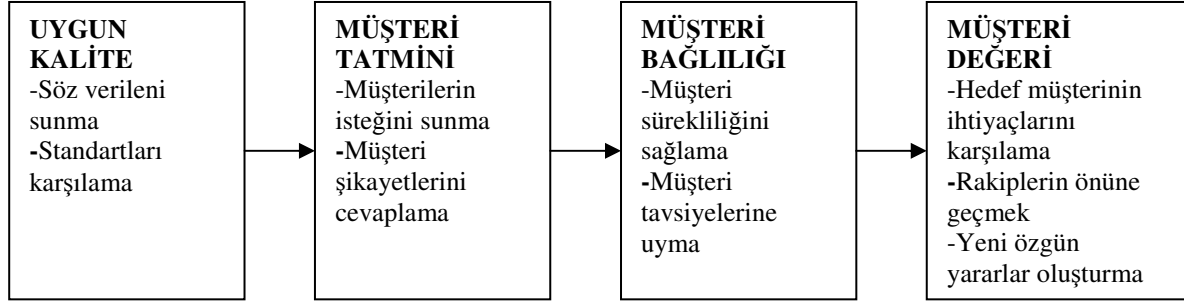 UYGUN
KALİTE
-Söz verileni
sunma
-Standartları
karşılama
MÜŞTERİ
TATMİNİ
-Müşterilerin
isteğini sunma
-Müşteri
şikayetlerini
cevaplama
MÜŞTERİ
BAĞLILIĞI
-Müşteri
sürekliliğini
sağlama
-Müşteri
tavsiyelerine
uyma
MÜŞTERİ
DEĞERİ
-Hedef müşterinin
ihtiyaçlarını
karşılama
-Rakiplerin önüne
geçmek
-Yeni özgün
yararlar oluşturma